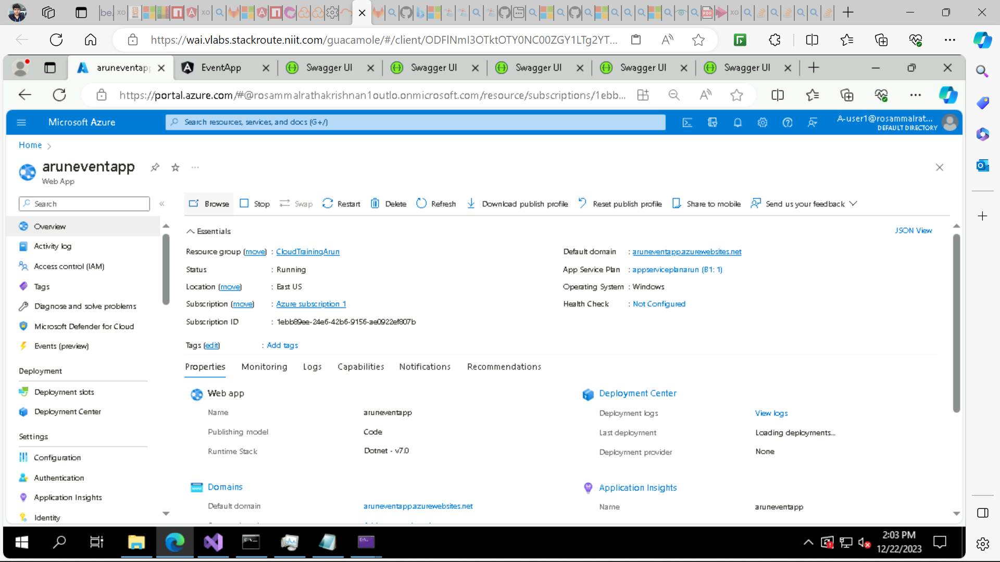 be.
https://wai.vlabs.stackroute.niit.com/guacamole/#/client/ODFlNmI3OTktOTY0NC00ZGY1LTg2YT...
aruneventapp
EventApp
Swagger UI
Swagger UI
Swagger UI
Swagger UI
Swagger UI
https://portal.azure.com/#@rosammalrathakrishnan1outlo.onmicrosoft.com/resource/subscriptions/1ebb...
Microsoft Azure
Search resources, services, and docs (G+/)
A-user1@rosammalrat...
DEFAULT DIRECTORY
Home
aruneventapp
Web App
Search
Browse
Stop
Swap
Restart
Delete
Refresh
Download publish profile
Reset publish profile
Share to mobile
Send us your feedback
Overview
Activity log
Access control (IAM)
Tags
Diagnose and solve problems
Microsoft Defender for Cloud
Events (preview)
Deployment
Deployment slots
Deployment Center
Settings
Configuration
Authentication
Application Insights
Identity
Essentials
JSON View
Resource group (move) : CloudTrainingArun
Status : Running
Location (move) : East US
Subscription (move) : Azure subscription 1
Subscription ID : 1ebb89ee-24e6-42b6-9156-ae0922ef807b
Default domain : aruneventapp.azurewebsites.net
App Service Plan : appserviceplanarun (B1: 1)
Operating System : Windows
Health Check : Not Configured
Tags (edit) : Add tags
Properties
Monitoring
Logs
Capabilities
Notifications
Recommendations
Web app
Name aruneventapp
Publishing model Code
Runtime Stack Dotnet - v7.0
Domains
Default domain aruneventapp.azurewebsites.net
Deployment Center
Deployment logs View logs
Last deployment Loading deployments...
Deployment provider None
Application Insights
Name aruneventapp
2:03 PM
12/22/2023